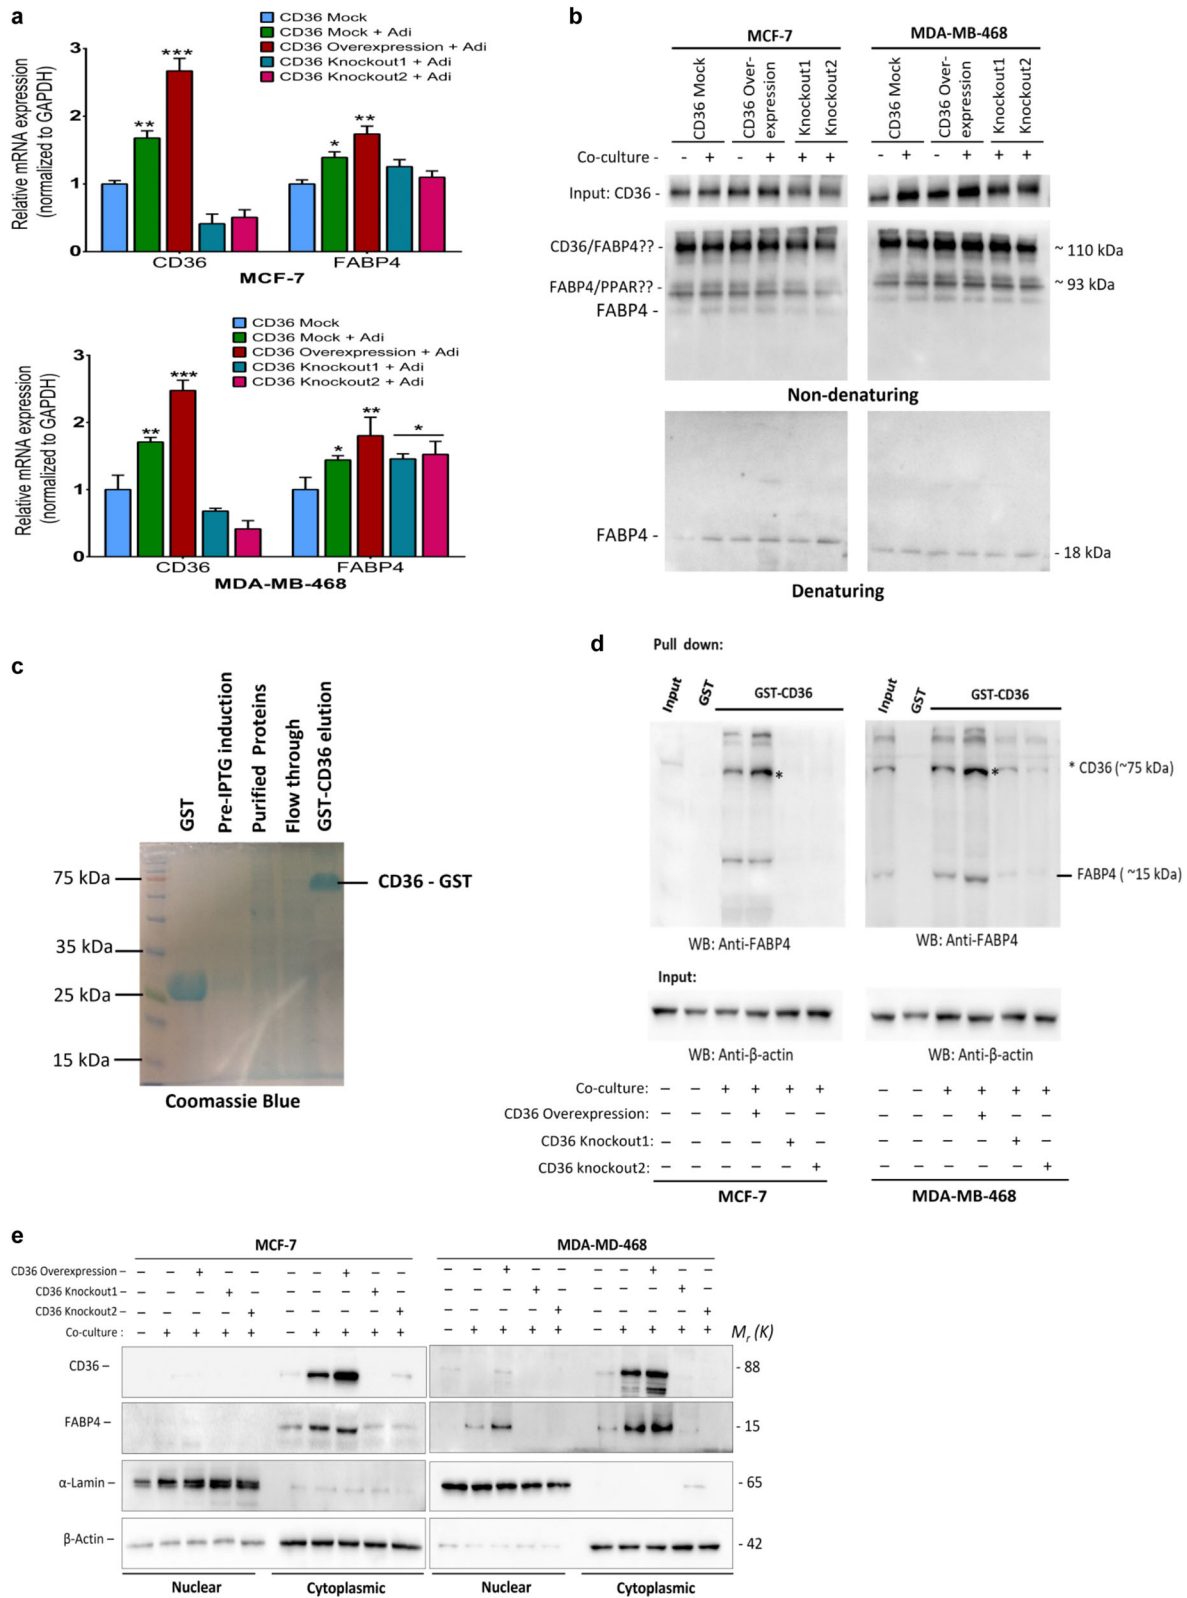 a
CD36 Mock
CD36 Mock + Adi
CD36 Overexpression + Adi
CD36 Knockout1 + Adi
CD36 Knockout2 + Adi
Relative mRNA expression
(normalized to GAPDH)
3
2
1
0
** *** * **
CD36 FABP4
MCF-7
CD36 Mock
CD36 Mock + Adi
CD36 Overexpression + Adi
CD36 Knockout1 + Adi
CD36 Knockout2 + Adi
Relative mRNA expression
(normalized to GAPDH)
3
2
1
0
** *** * ** *
CD36 FABP4
MDA-MB-468
b
MCF-7 MDA-MB-468
CD36 Mock
CD36 Over-
expression
Knockout1
Knockout2
CD36 Mock
CD36 Over-
expression
Knockout1
Knockout2
Co-culture - - + - + + + - + - + + +
Input: CD36 -
CD36/FABP4?? - ~ 110 kDa
FABP4/PPAR?? - ~ 93 kDa
FABP4 -
Non-denaturing
FABP4 - - 18 kDa
Denaturing
c
GST
Pre-IPTG induction
Purified Proteins
Flow through
GST-CD36 elution
75 kDa
CD36 - GST
35 kDa
25 kDa
15 kDa
Coomassie Blue
d
Pull down:
Input GST GST-CD36 Input GST GST-CD36
* * * CD36 (~75 kDa)
FABP4 ( ~15 kDa)
WB: Anti-FABP4 WB: Anti-FABP4
Input:
WB: Anti-β-actin WB: Anti-β-actin
Co-culture: – – + + + + – – + + + +
CD36 Overexpression: – – – + – – – – – + – –
CD36 Knockout1: – – – – + – – – – – + –
CD36 knockout2: – – – – – + – – – – – +
MCF-7 MDA-MB-468
e
MCF-7 MDA-MD-468
CD36 Overexpression – – – + – – – – + – – – – + – – – – + – –
CD36 Knockout1 – – – – + – – – – + – – – – + – – – – + –
CD36 Knockout2 – – – – – + – – – – + – – – – + – – – – +
Co-culture : – + + + + – + + + + – + + + + – + + + + Mr (K)
CD36 – - 88
FABP4 – - 15
α-Lamin – - 65
β-Actin – - 42
Nuclear Cytoplasmic Nuclear Cytoplasmic